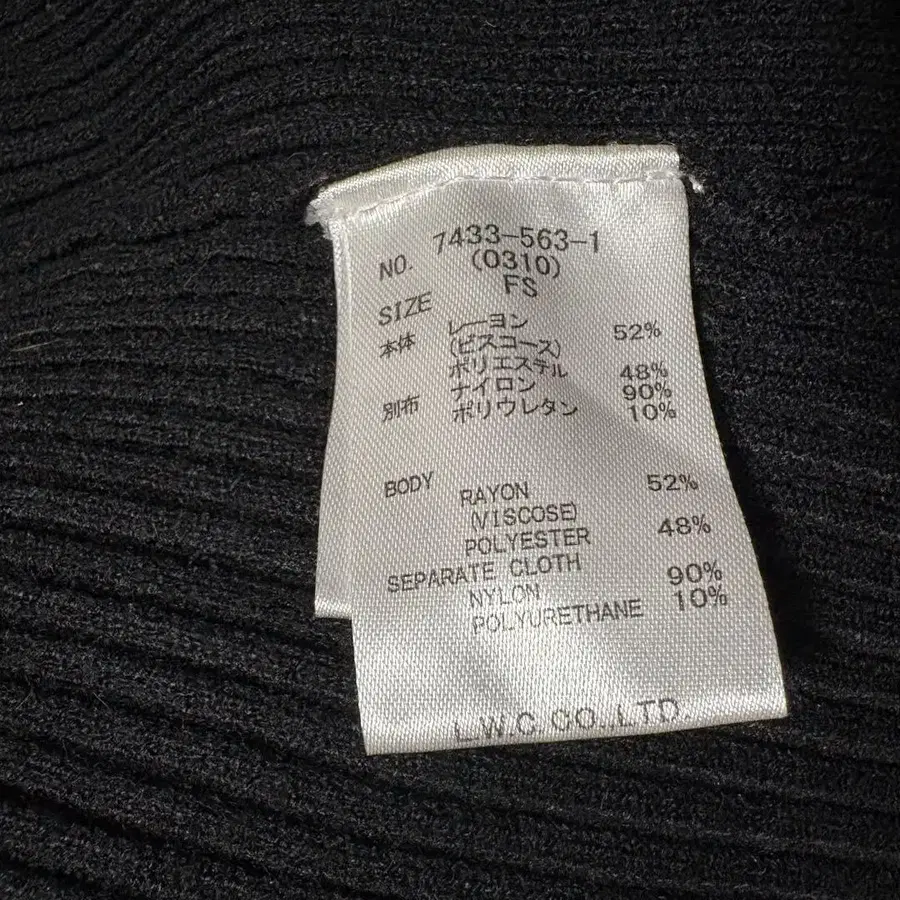 NO. 7433-563-1
(0310)
SIZE FS
本体 レーヨン 52%
(ビスコース)
ポリエステル 48%
ナイロン 90%
別布 ポリウレタン 10%
BODY RAYON 52%
(VISCOSE)
POLYESTER 48%
SEPARATE CLOTH
NYLON 90%
POLYURETHANE 10%
L.W.C.CO.,LTD.